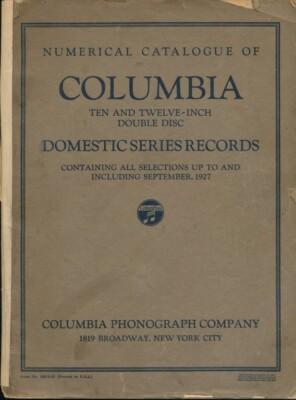 NUMERICAL CATALOGUE OF
COLUMBIA
TEN AND TWELVE-INCH
DOUBLE DISC
DOMESTIC SERIES RECORDS
CONTAINING ALL SELECTIONS UP TO AND
INCLUDING SEPTEMBER, 1927
COLUMBIA PHONOGRAPH COMPANY
1819 BROADWAY, NEW YORK CITY